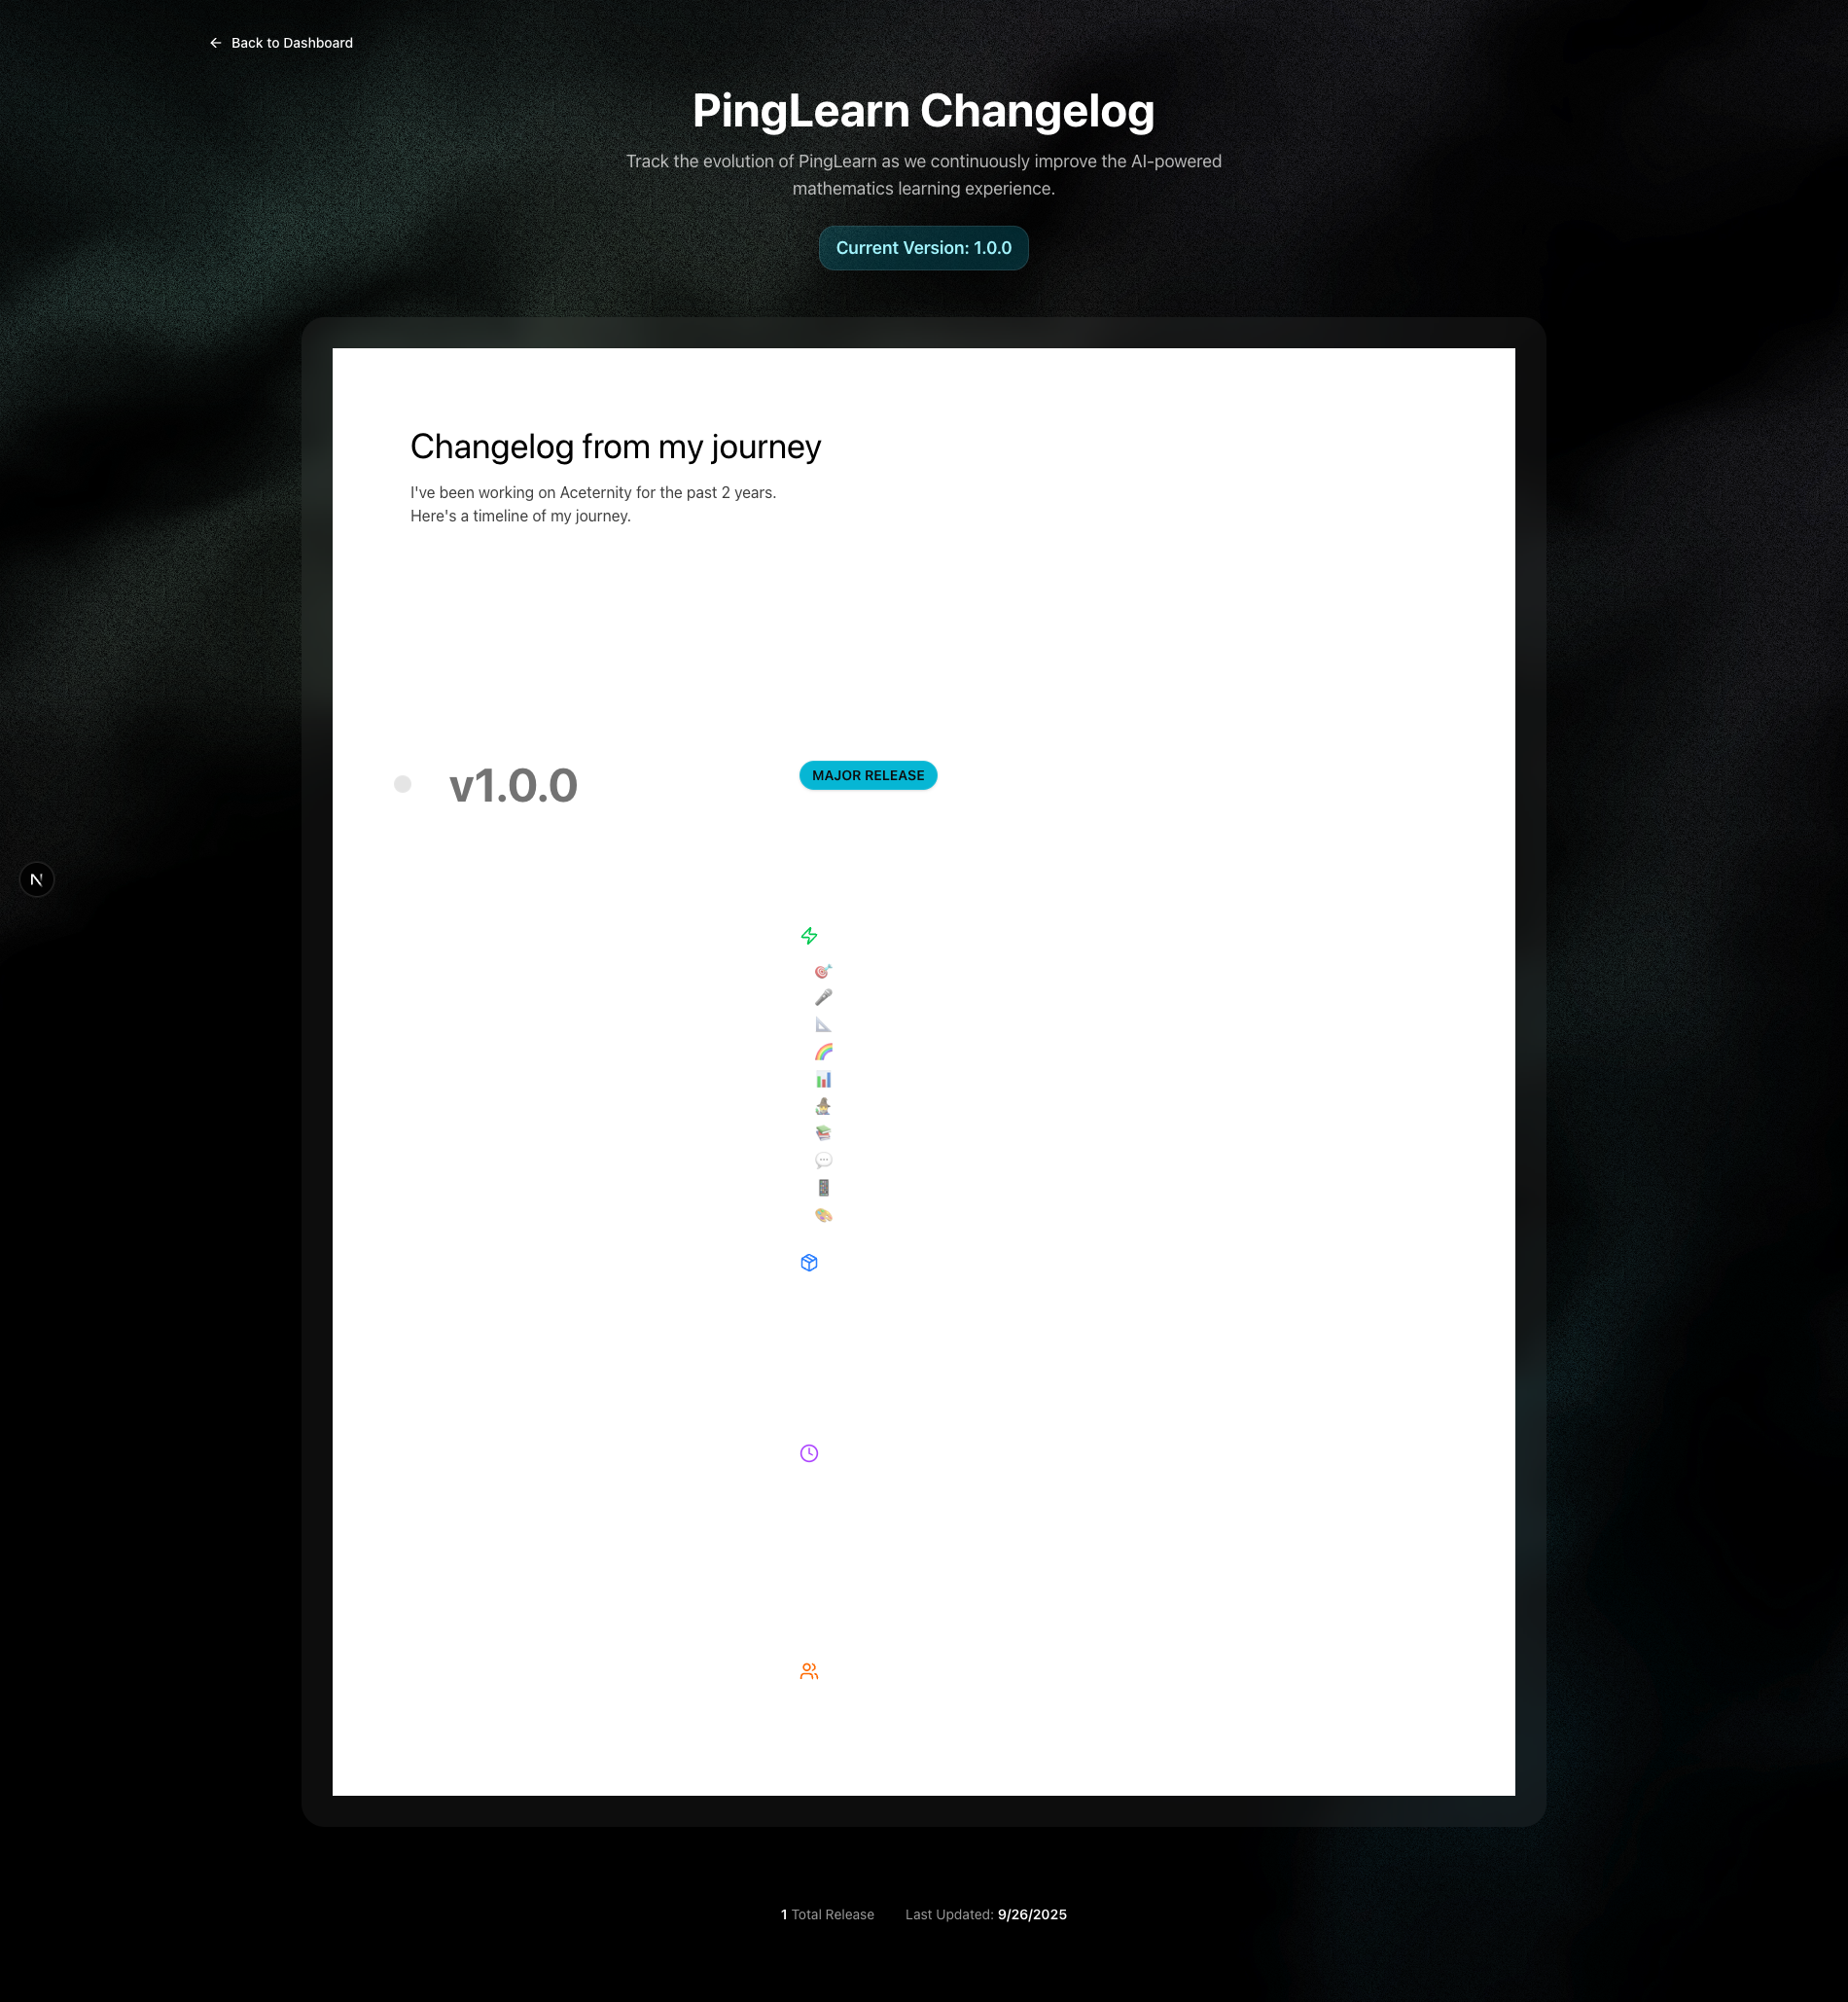 Back to Dashboard
PingLearn Changelog
Track the evolution of PingLearn as we continuously improve the AI-powered
mathematics learning experience.
Current Version: 1.0.0
Changelog from my journey
I've been working on Aceternity for the past 2 years.
Here's a timeline of my journey.
v1.0.0
MAJOR RELEASE
N
1 Total Release
Last Updated: 9/26/2025